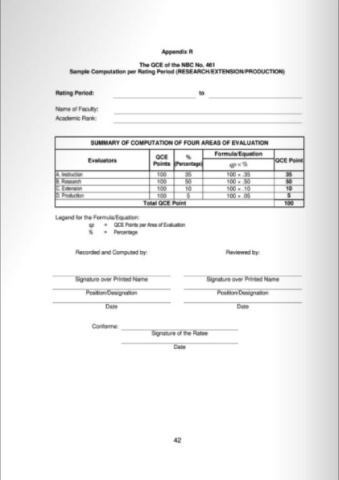 Appendix R
The QCE of the NBC No. 461
Sample Computation per Rating Period (RESEARCH/EXTENSION/PRODUCTION)
Rating Period: to
Name of Faculty:
Academic Rank:
SUMMARY OF COMPUTATION OF FOUR AREAS OF EVALUATION
Evaluators QCE Points % (Percentage) Formula/Equation qp × % QCE Point
A. Instruction 100 35 100 × .35 35
B. Research 100 50 100 × .50 50
C. Extension 100 10 100 × .10 10
D. Production 100 5 100 × .05 5
Total QCE Point 100
Legend for the Formula/Equation:
qp = QCE Points per Area of Evaluation
% = Percentage
Recorded and Computed by: Reviewed by:
Signature over Printed Name Signature over Printed Name
Position/Designation Position/Designation
Date Date
Conforme:
Signature of the Ratee
Date
42